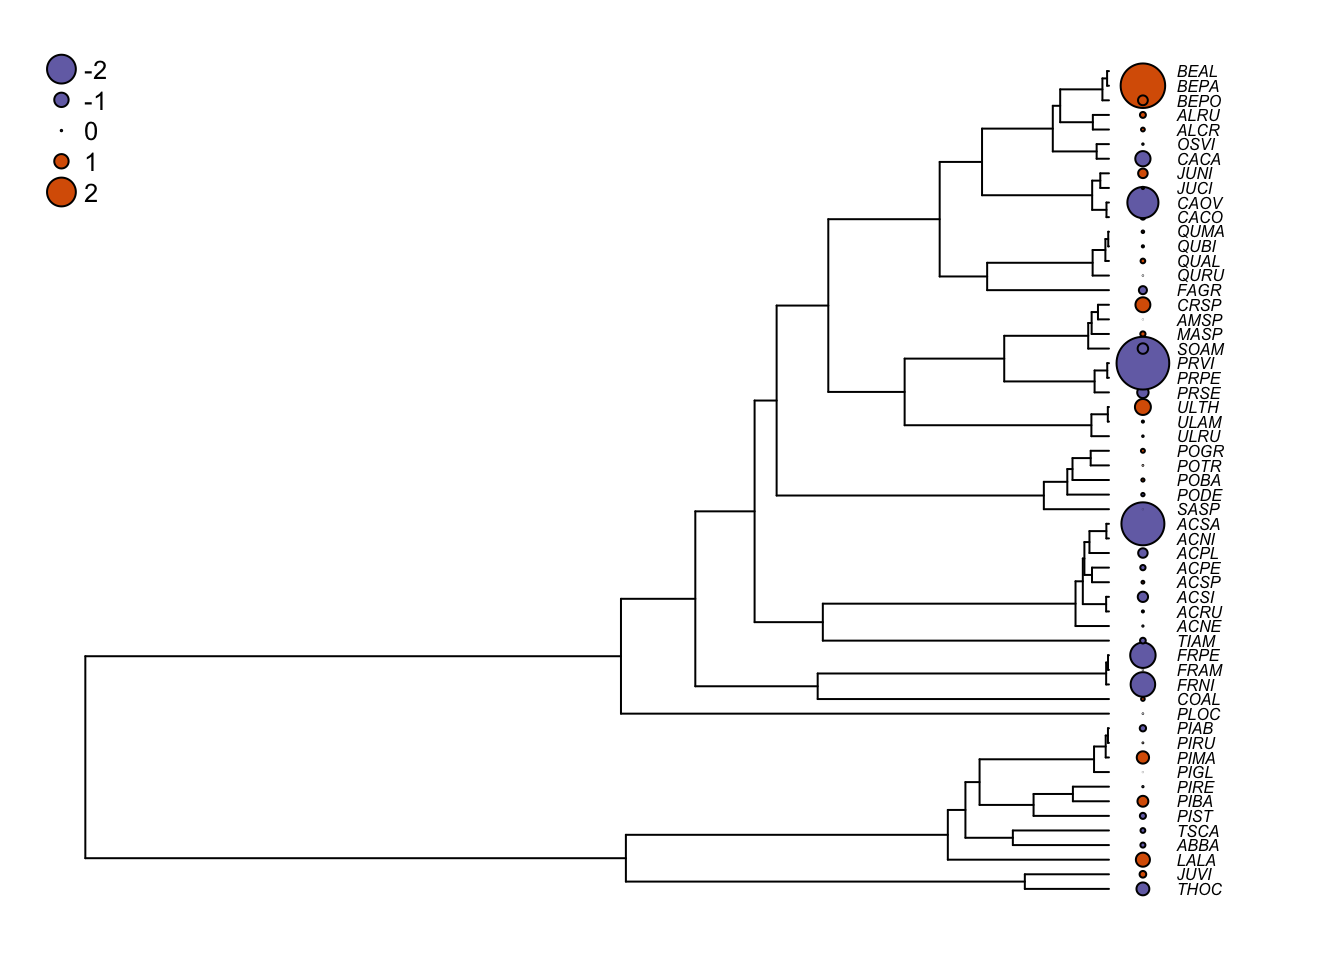 -2
-1
0
1
2
BEAL
BEPA
BEPO
ALRU
ALCR
OSVI
CACA
JUNI
JUCI
CAOV
CACO
QUMA
QUBI
QUAL
QURU
FAGR
CRSP
AMSP
MASP
SOAM
PRVI
PRPE
PRSE
ULTH
ULAM
ULRU
POGR
POTR
POBA
PODE
SASP
ACSA
ACNI
ACPL
ACPE
ACSP
ACSI
ACRU
ACNE
TIAM
FRPE
FRAM
FRNI
COAL
PLOC
PIAB
PIRU
PIMA
PIGL
PIRE
PIBA
PIST
TSCA
ABBA
LALA
JUVI
THOC